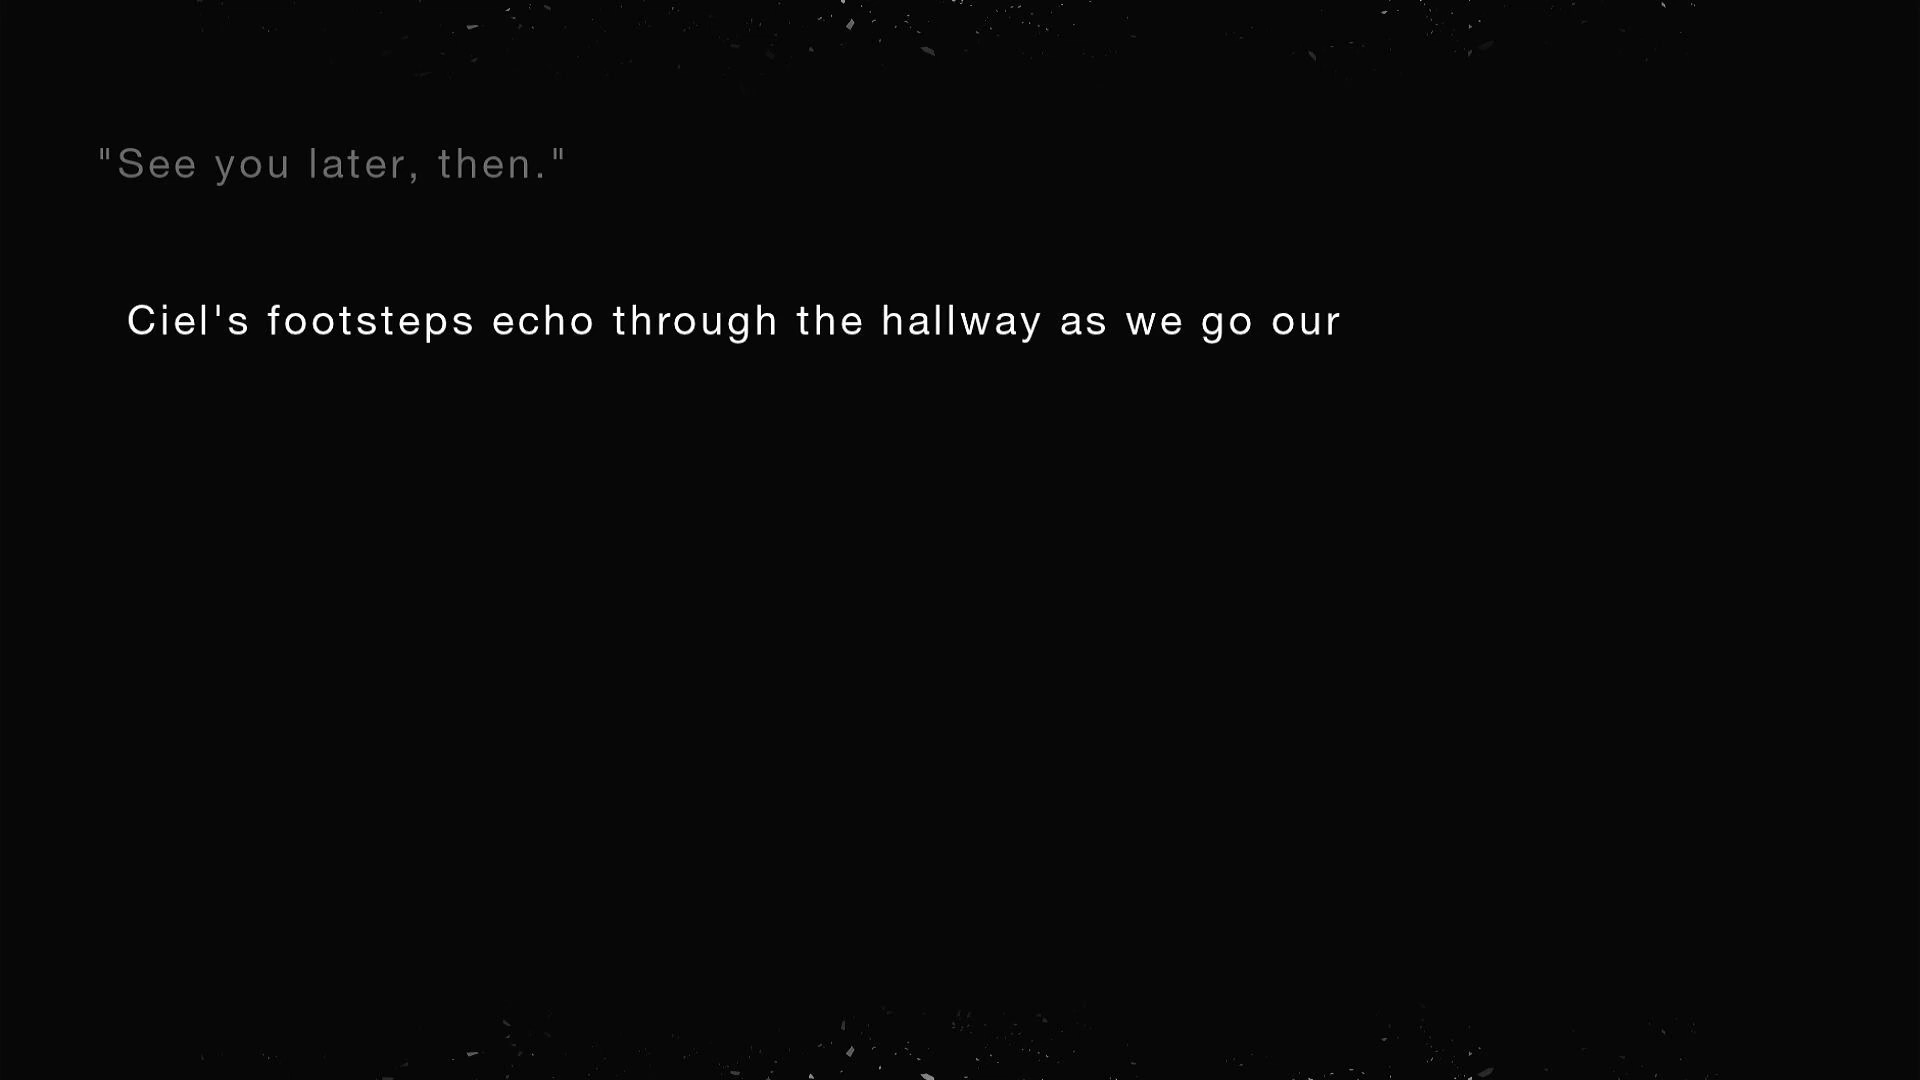 "See you later, then."
Ciel's footsteps echo through the hallway as we go our